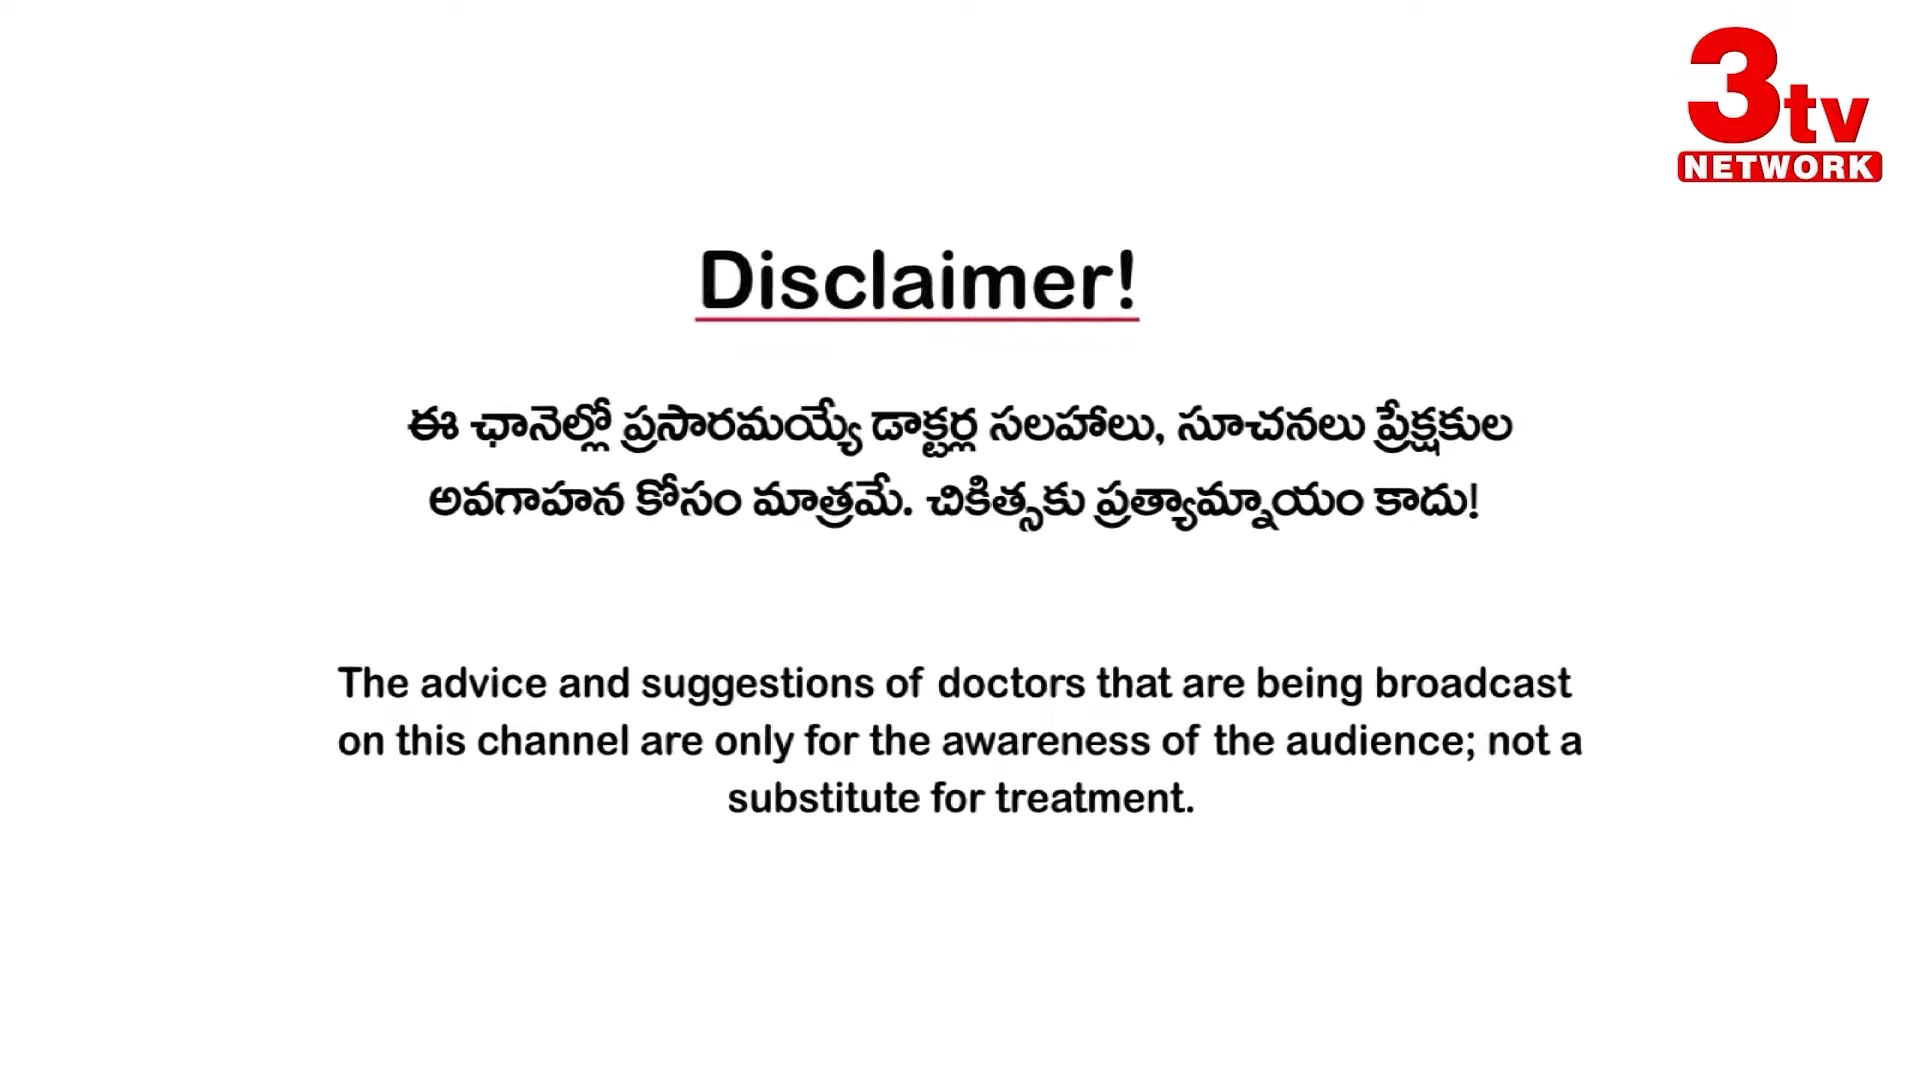 3tv
NETWORK
Disclaimer!
ఈ ఛానెల్లో ప్రసారమయ్యే డాక్టర్ల సలహాలు, సూచనలు ప్రేక్షకుల
అవగాహన కోసం మాత్రమే. చికిత్సకు ప్రత్యామ్నాయం కాదు!
The advice and suggestions of doctors that are being broadcast
on this channel are only for the awareness of the audience; not a
substitute for treatment.